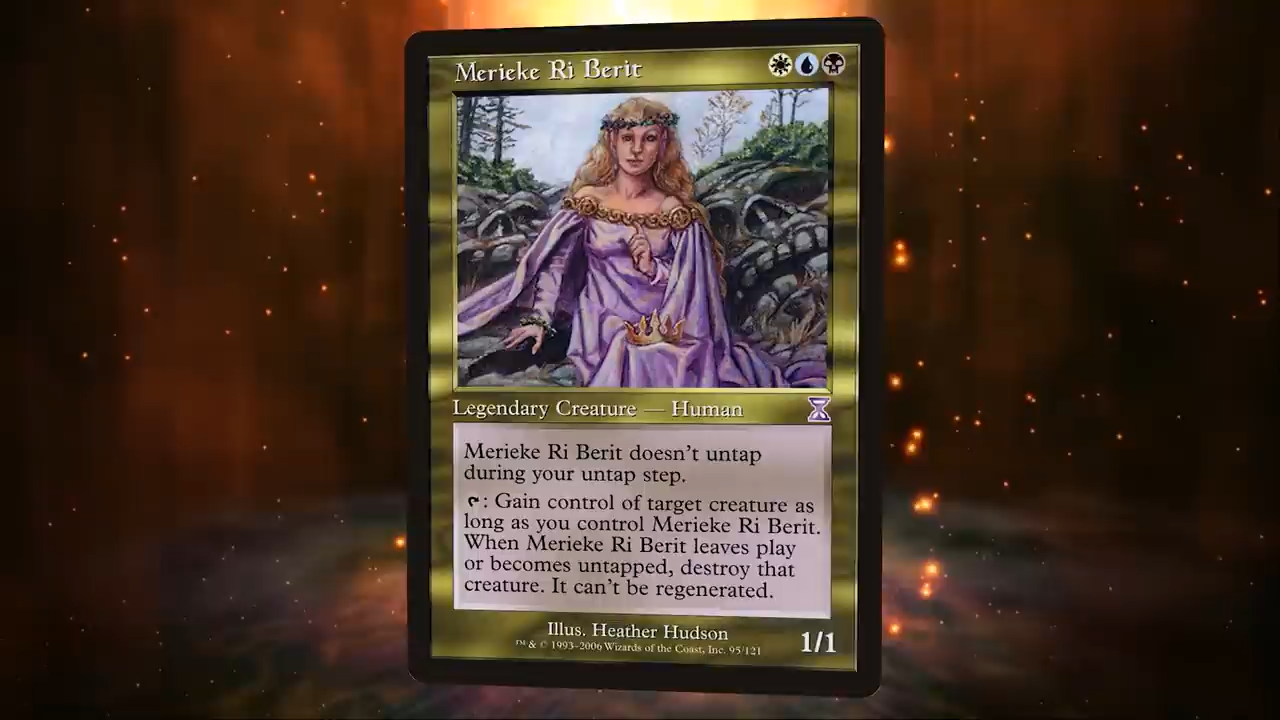 Merieke Ri Berit
Legendary Creature — Human
Merieke Ri Berit doesn't untap
during your untap step.
: Gain control of target creature as
long as you control Merieke Ri Berit.
When Merieke Ri Berit leaves play
or becomes untapped, destroy that
creature. It can't be regenerated.
Illus. Heather Hudson
™ & © 1993–2006 Wizards of the Coast, Inc. 95/121
1/1